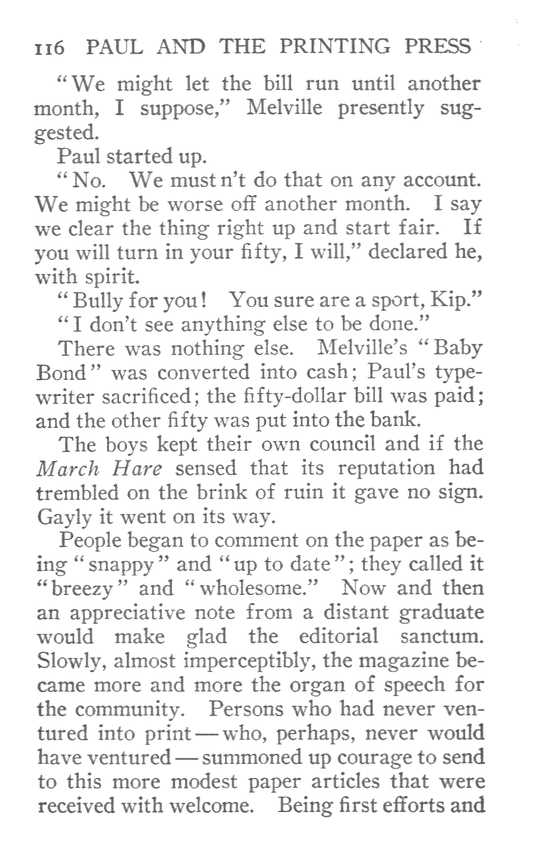 116 PAUL AND THE PRINTING PRESS
"We might let the bill run until another
month, I suppose," Melville presently sug-
gested.
Paul started up.
"No. We must n't do that on any account.
We might be worse off another month. I say
we clear the thing right up and start fair. If
you will turn in your fifty, I will," declared he,
with spirit.
"Bully for you! You sure are a sport, Kip."
"I don't see anything else to be done."
There was nothing else. Melville's "Baby
Bond" was converted into cash; Paul's type-
writer sacrificed; the fifty-dollar bill was paid;
and the other fifty was put into the bank.
The boys kept their own council and if the
March Hare sensed that its reputation had
trembled on the brink of ruin it gave no sign.
Gayly it went on its way.
People began to comment on the paper as be-
ing "snappy" and "up to date"; they called it
"breezy" and "wholesome." Now and then
an appreciative note from a distant graduate
would make glad the editorial sanctum.
Slowly, almost imperceptibly, the magazine be-
came more and more the organ of speech for
the community. Persons who had never ven-
tured into print — who, perhaps, never would
have ventured — summoned up courage to send
to this more modest paper articles that were
received with welcome. Being first efforts and